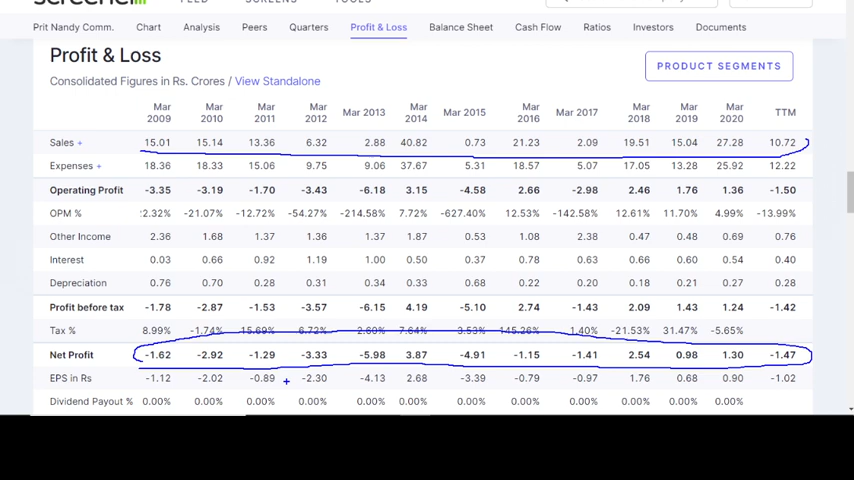 screener
FEED SCREENS TOOLS
Prit Nandy Comm. Chart Analysis Peers Quarters Profit & Loss Balance Sheet Cash Flow Ratios Investors Documents
Profit & Loss
PRODUCT SEGMENTS
Consolidated Figures in Rs. Crores / View Standalone
Mar 2009 Mar 2010 Mar 2011 Mar 2012 Mar 2013 Mar 2014 Mar 2015 Mar 2016 Mar 2017 Mar 2018 Mar 2019 Mar 2020 TTM
Sales + 15.01 15.14 13.36 6.32 2.88 40.82 0.73 21.23 2.09 19.51 15.04 27.28 10.72
Expenses + 18.36 18.33 15.06 9.75 9.06 37.67 5.31 18.57 5.07 17.05 13.28 25.92 12.22
Operating Profit -3.35 -3.19 -1.70 -3.43 -6.18 3.15 -4.58 2.66 -2.98 2.46 1.76 1.36 -1.50
OPM % 2.32% -21.07% -12.72% -54.27% -214.58% 7.72% -627.40% 12.53% -142.58% 12.61% 11.70% 4.99% -13.99%
Other Income 2.36 1.68 1.37 1.36 1.37 1.87 0.53 1.08 2.38 0.47 0.48 0.69 0.76
Interest 0.03 0.66 0.92 1.19 1.00 0.50 0.37 0.78 0.63 0.66 0.60 0.54 0.40
Depreciation 0.76 0.70 0.28 0.31 0.34 0.33 0.68 0.22 0.20 0.18 0.21 0.27 0.28
Profit before tax -1.78 -2.87 -1.53 -3.57 -6.15 4.19 -5.10 2.74 -1.43 2.09 1.43 1.24 -1.42
Tax % 8.99% -1.74% 15.69% 6.72% 2.60% 7.64% 3.53% 145.26% 1.40% -21.53% 31.47% -5.65%
Net Profit -1.62 -2.92 -1.29 -3.33 -5.98 3.87 -4.91 -1.15 -1.41 2.54 0.98 1.30 -1.47
EPS in Rs -1.12 -2.02 -0.89 -2.30 -4.13 2.68 -3.39 -0.79 -0.97 1.76 0.68 0.90 -1.02
Dividend Payout % 0.00% 0.00% 0.00% 0.00% 0.00% 0.00% 0.00% 0.00% 0.00% 0.00% 0.00% 0.00%